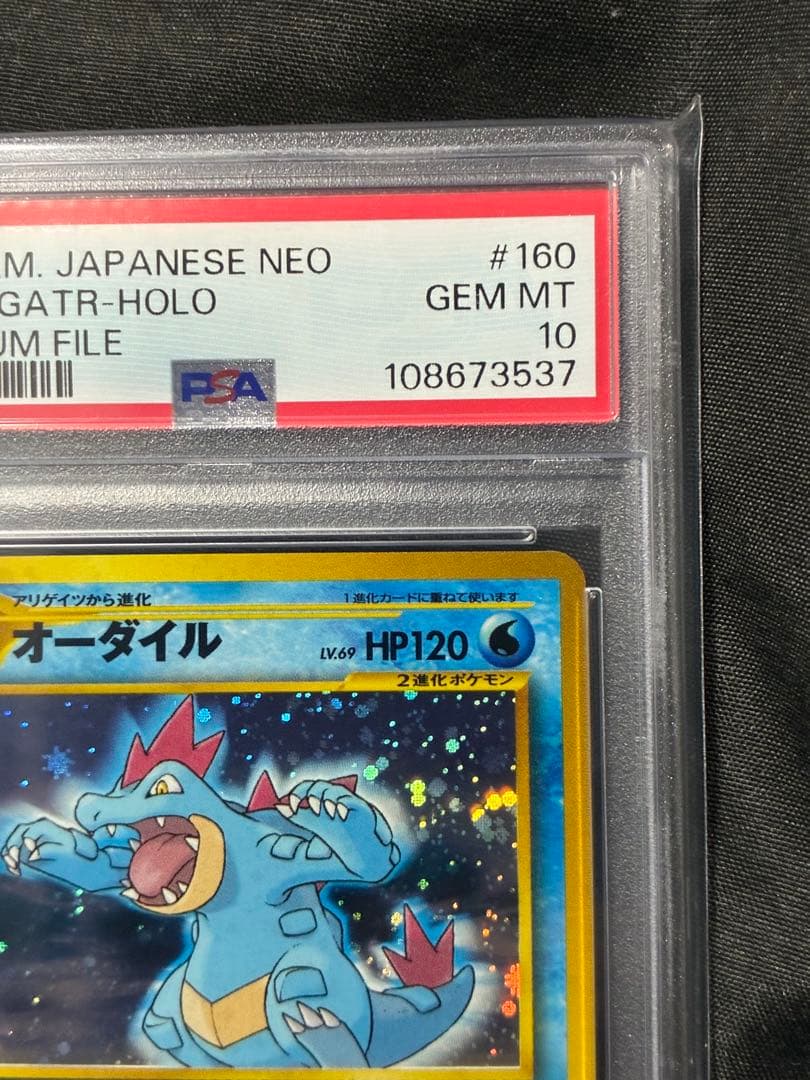 M. JAPANESE NEO #160
GATR-HOLO GEM MT
UM FILE 10
PSA 108673537
アリゲイツから進化 1進化カードに重ねて使います
オーダイル LV.69 HP120
2進化ポケモン